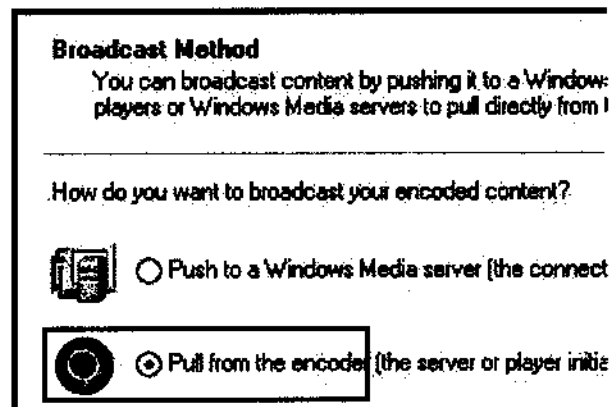 Broadcast Method
You can broadcast content by pushing it to a Window
players or Windows Media servers to pull directly from
How do you want to broadcast your encoded content?
Push to a Windows Media server (the connect
Pull from the encoder (the server or player initia